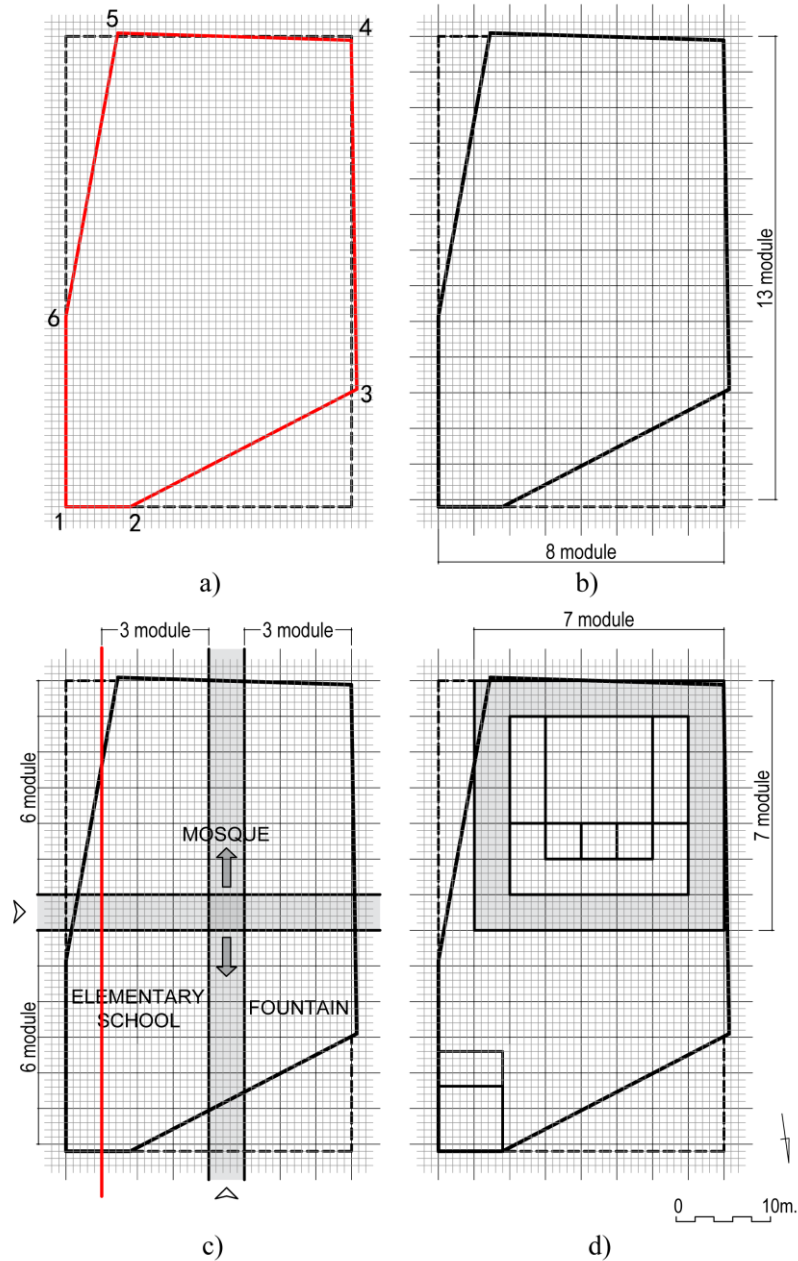 5
4
6
3
1
2
a)
13 module
8 module
b)
3 module
3 module
6 module
MOSQUE
6 module
ELEMENTARY
SCHOOL
FOUNTAIN
c)
7 module
7 module
0
10m.
d)